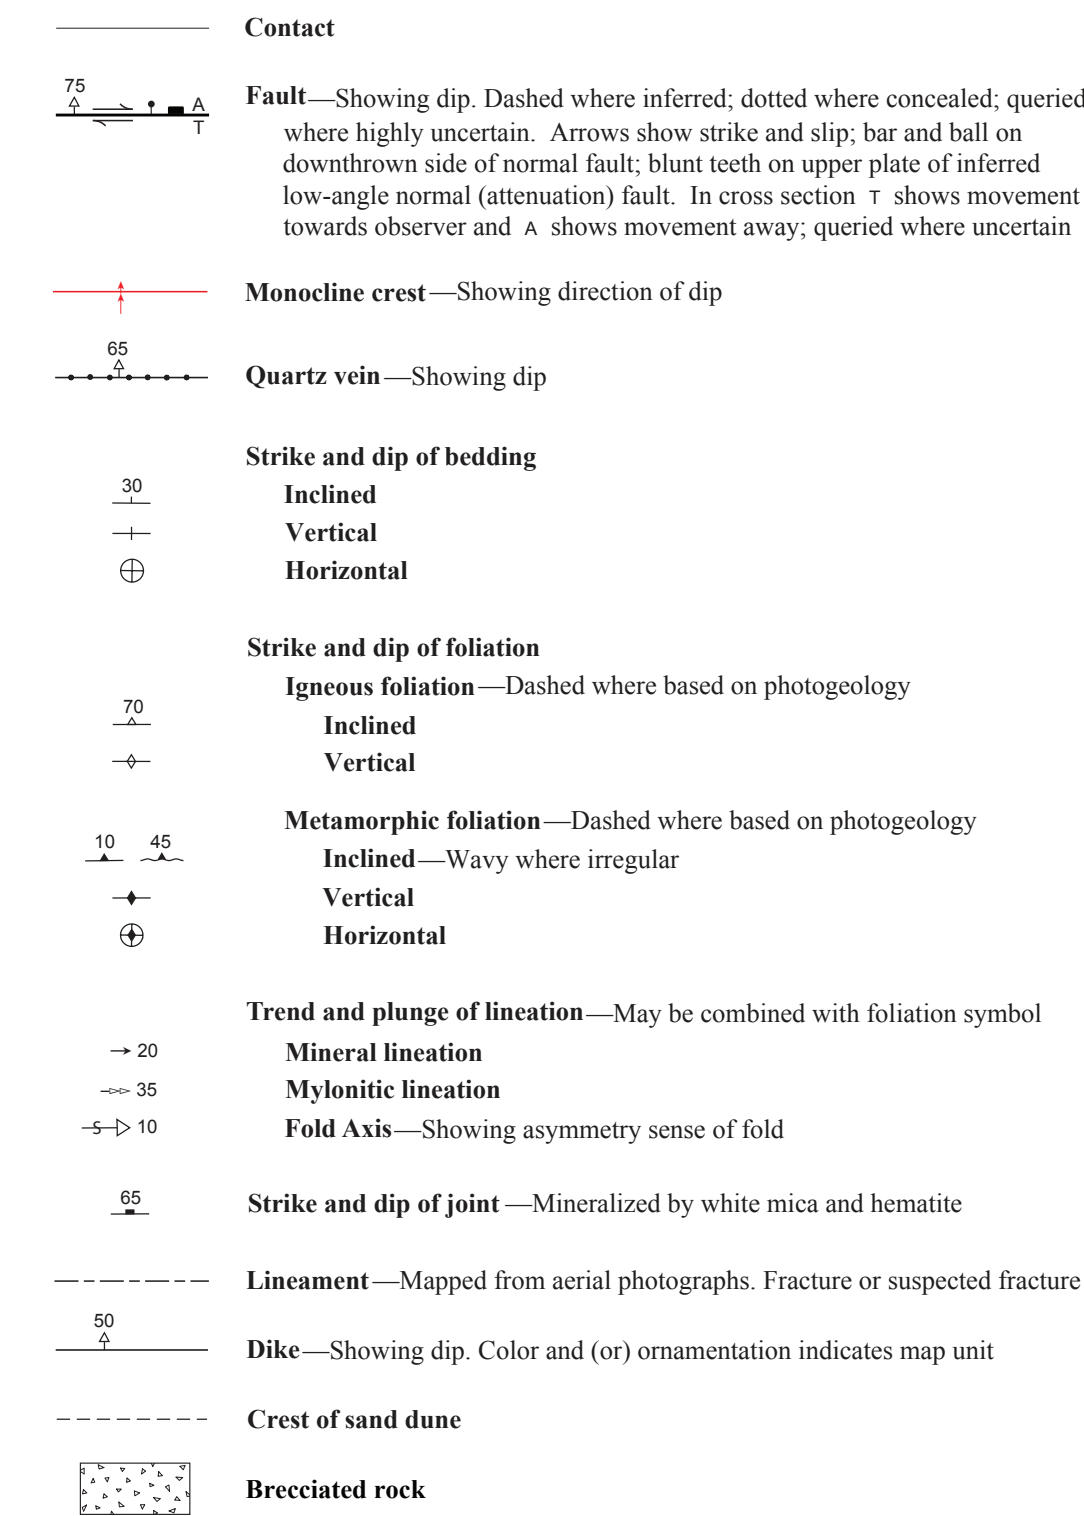 Contact
75
A
T
Fault—Showing dip. Dashed where inferred; dotted where concealed; queried
where highly uncertain. Arrows show strike and slip; bar and ball on
downthrown side of normal fault; blunt teeth on upper plate of inferred
low-angle normal (attenuation) fault. In cross section T shows movement
towards observer and A shows movement away; queried where uncertain
Monocline crest—Showing direction of dip
65
Quartz vein—Showing dip
Strike and dip of bedding
30
Inclined
Vertical
Horizontal
Strike and dip of foliation
Igneous foliation—Dashed where based on photogeology
70
Inclined
Vertical
Metamorphic foliation—Dashed where based on photogeology
10 45
Inclined—Wavy where irregular
Vertical
Horizontal
Trend and plunge of lineation—May be combined with foliation symbol
20 Mineral lineation
35 Mylonitic lineation
S 10 Fold Axis—Showing asymmetry sense of fold
65
Strike and dip of joint—Mineralized by white mica and hematite
Lineament—Mapped from aerial photographs. Fracture or suspected fracture
50
Dike—Showing dip. Color and (or) ornamentation indicates map unit
Crest of sand dune
Brecciated rock